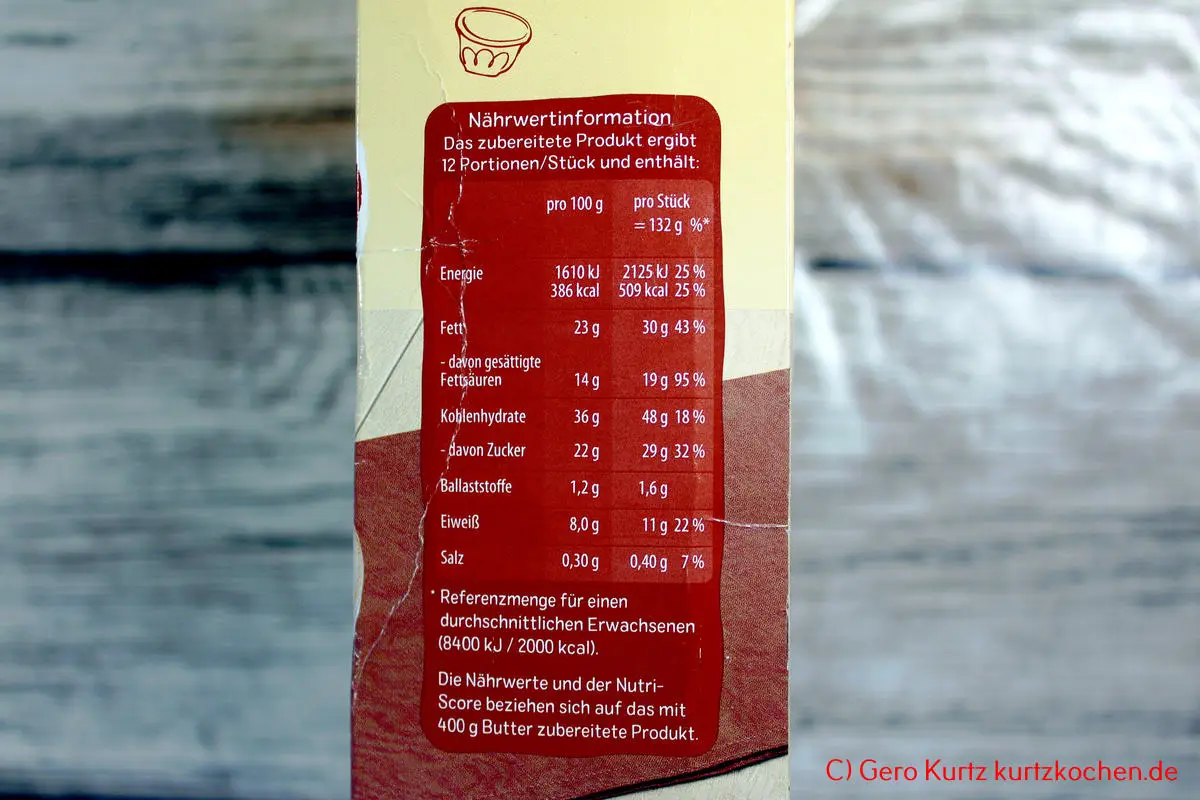 Nährwertinformation
Das zubereitete Produkt ergibt
12 Portionen/Stück und enthält:
pro 100 g pro Stück
= 132 g %*
Energie 1610 kJ 2125 kJ 25 %
386 kcal 509 kcal 25 %
Fett 23 g 30 g 43 %
- davon gesättigte
Fettsäuren 14 g 19 g 95 %
Kohlenhydrate 36 g 48 g 18 %
- davon Zucker 22 g 29 g 32 %
Ballaststoffe 1,2 g 1,6 g
Eiweiß 8,0 g 11 g 22 %
Salz 0,30 g 0,40 g 7 %
* Referenzmenge für einen
durchschnittlichen Erwachsenen
(8400 kJ / 2000 kcal).
Die Nährwerte und der Nutri-
Score beziehen sich auf das mit
400 g Butter zubereitete Produkt.
C) Gero Kurtz kurtzkochen.de